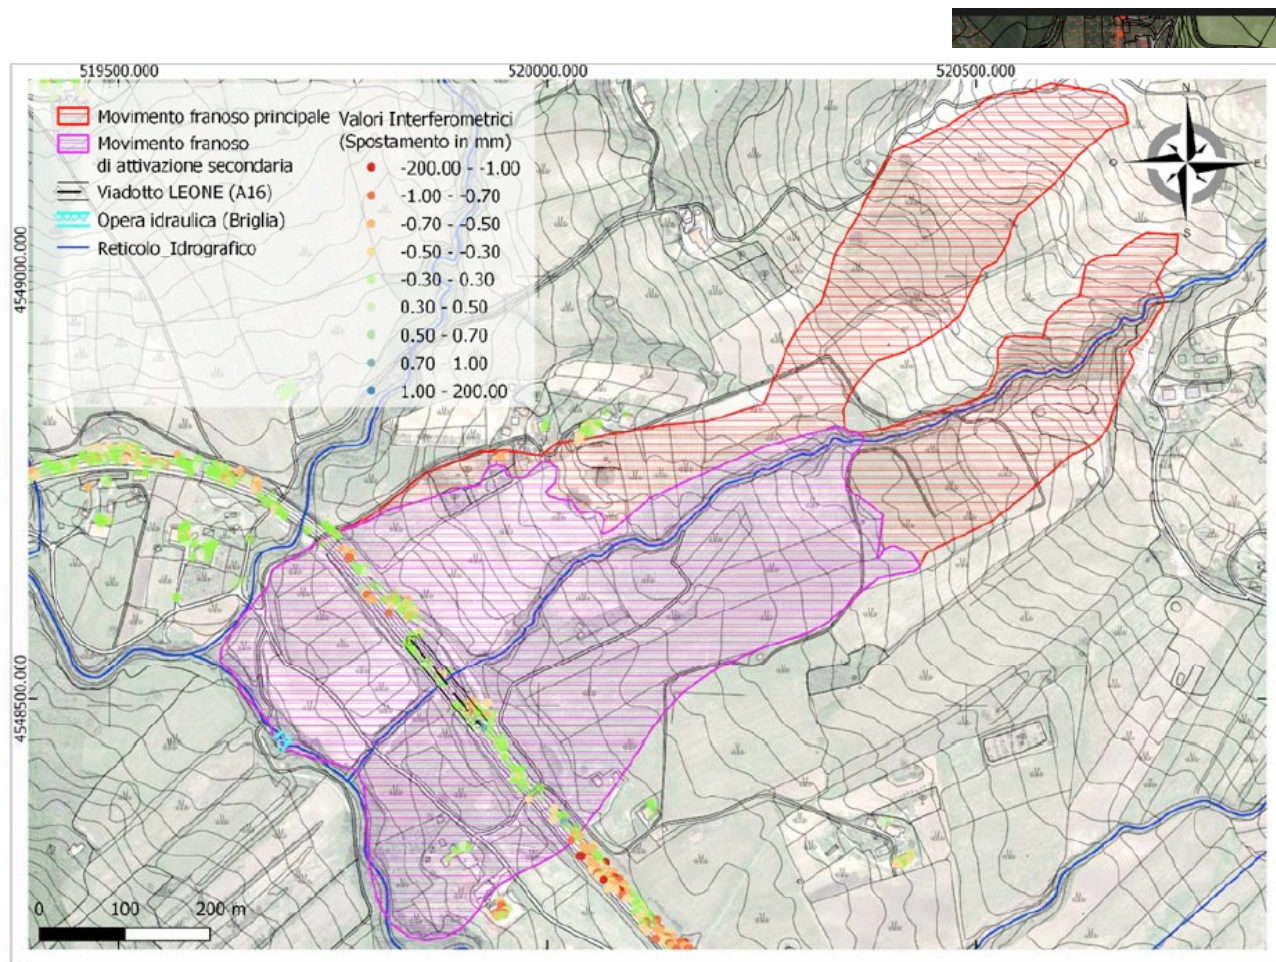 519500.000
520000.000
520500.000
4549000.000
4548500.000
Movimento franoso principale
Movimento franoso
di attivazione secondaria
Viadotto LEONE (A16)
Opera idraulica (Briglia)
Reticolo_Idrografico
Valori Interferometrici
(Spostamento in mm)
-200.00 - -1.00
-1.00 - -0.70
-0.70 - -0.50
-0.50 - -0.30
-0.30 - 0.30
0.30 - 0.50
0.50 - 0.70
0.70 - 1.00
1.00 - 200.00
N
O
E
S
0 100 200 m